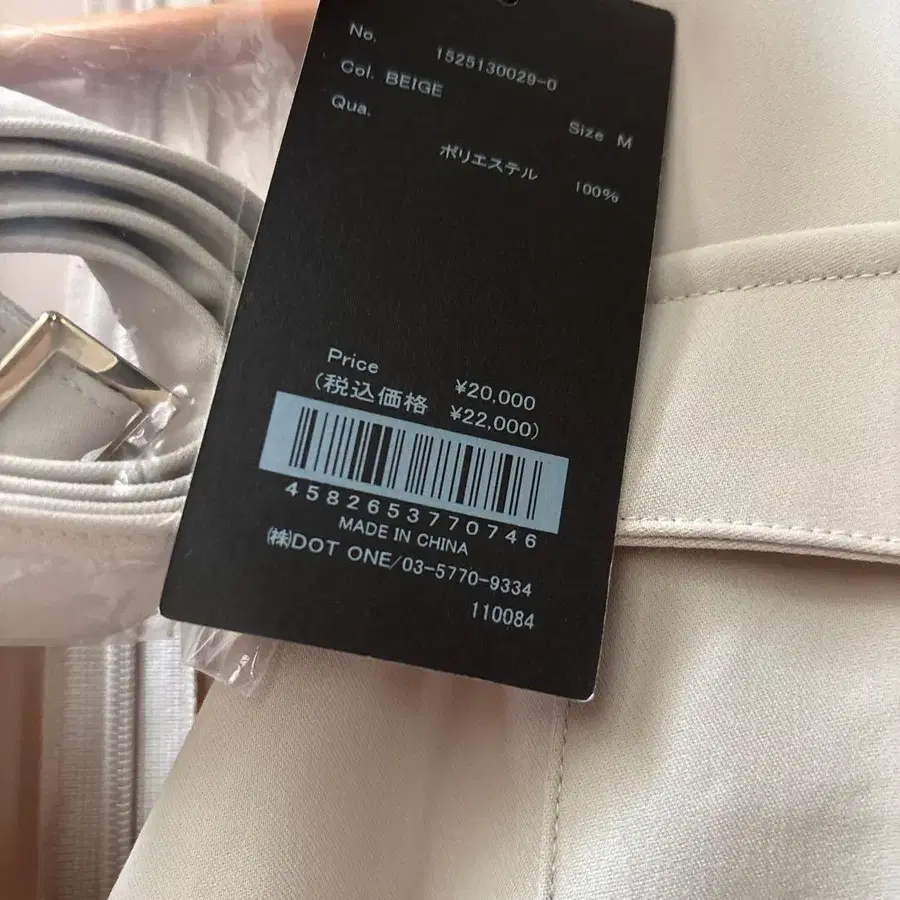 No. 1525130029-0
Col. BEIGE Size M
Qua. ポリエステル 100%
Price ¥20,000
(税込価格 ¥22,000)
4582653770746
MADE IN CHINA
㈱DOT ONE/03-5770-9334
110084